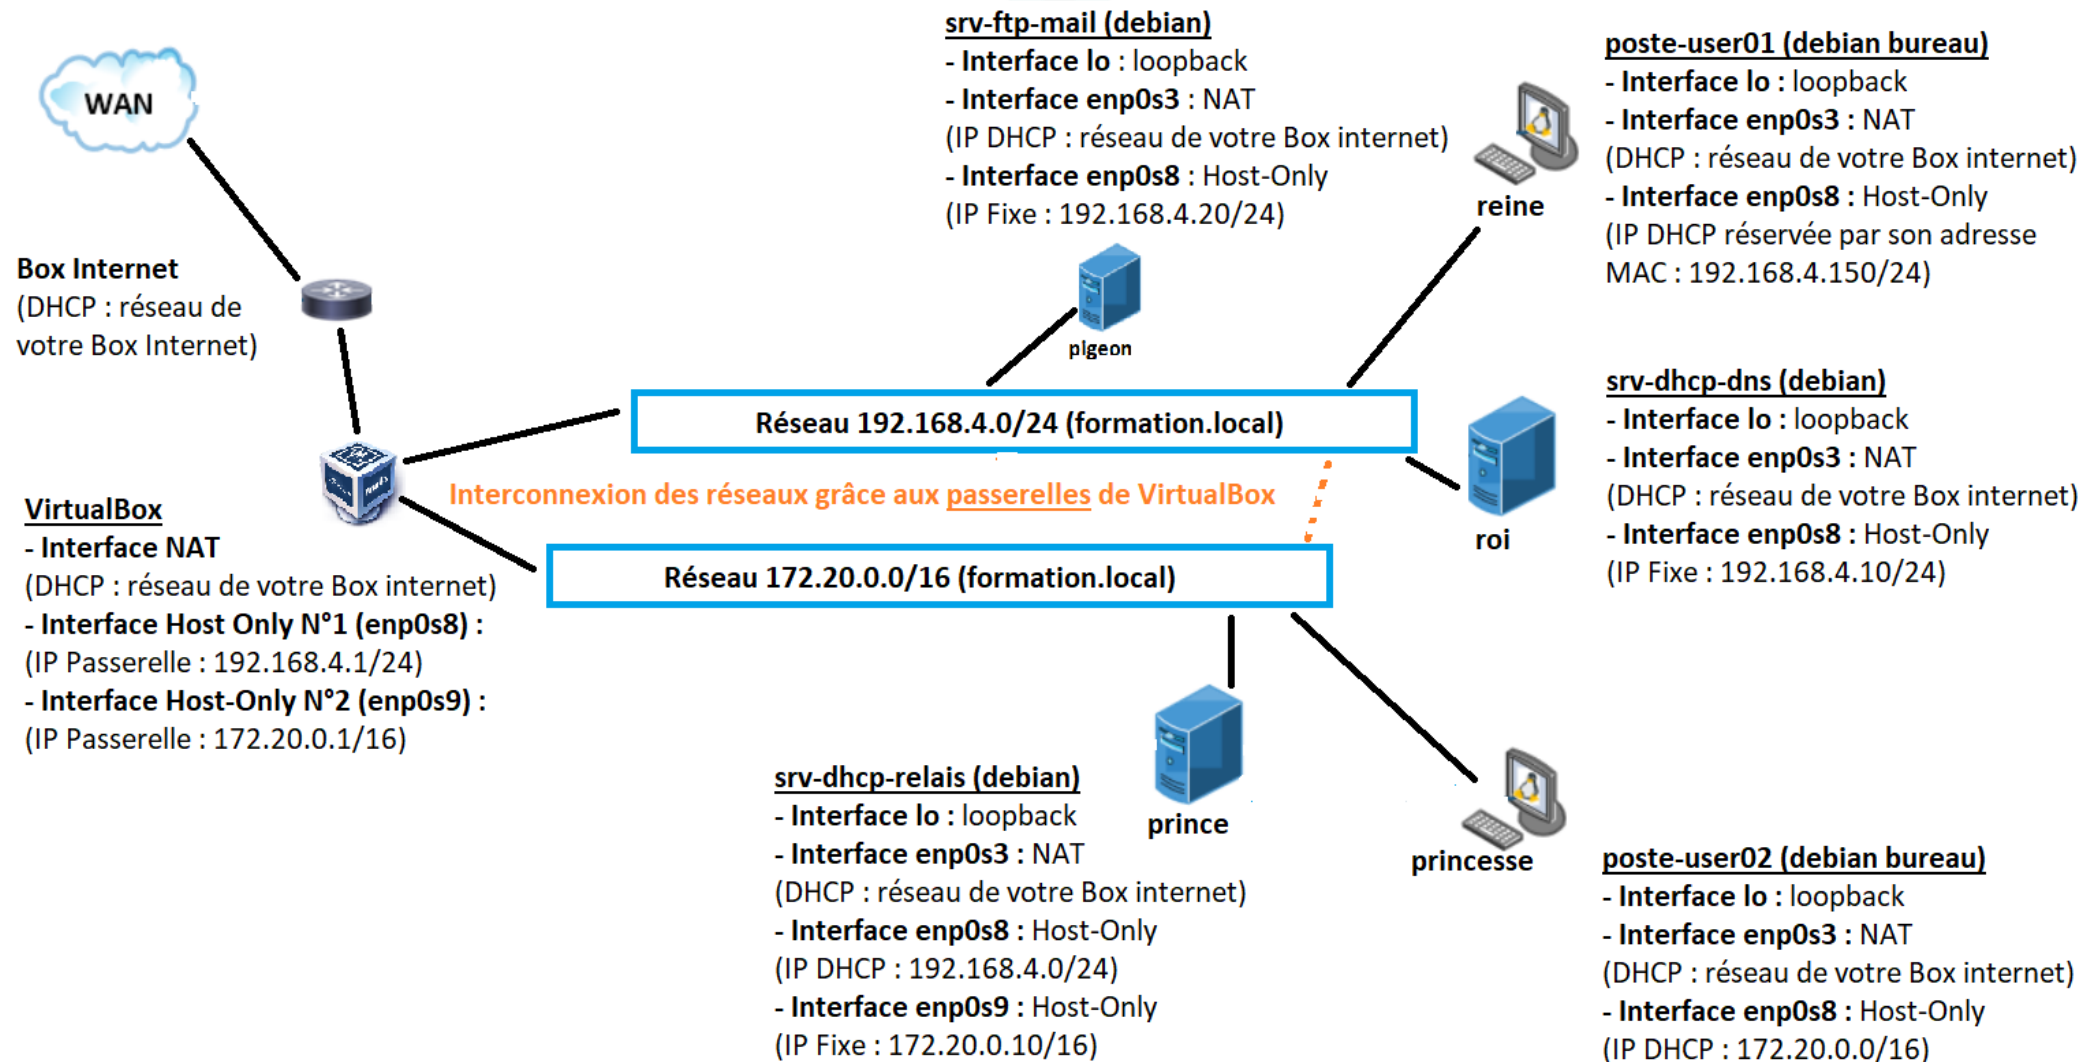 WAN
Box Internet
(DHCP : réseau de
votre Box Internet)
VirtualBox
- Interface NAT
(DHCP : réseau de votre Box internet)
- Interface Host Only N°1 (enp0s8) :
(IP Passerelle : 192.168.4.1/24)
- Interface Host-Only N°2 (enp0s9) :
(IP Passerelle : 172.20.0.1/16)
srv-ftp-mail (debian)
- Interface lo : loopback
- Interface enp0s3 : NAT
(IP DHCP : réseau de votre Box internet)
- Interface enp0s8 : Host-Only
(IP Fixe : 192.168.4.20/24)
pIgeon
reine
poste-user01 (debian bureau)
- Interface lo : loopback
- Interface enp0s3 : NAT
(DHCP : réseau de votre Box internet)
- Interface enp0s8 : Host-Only
(IP DHCP réservée par son adresse
MAC : 192.168.4.150/24)
Réseau 192.168.4.0/24 (formation.local)
Interconnexion des réseaux grâce aux passerelles de VirtualBox
Réseau 172.20.0.0/16 (formation.local)
roi
srv-dhcp-dns (debian)
- Interface lo : loopback
- Interface enp0s3 : NAT
(DHCP : réseau de votre Box internet)
- Interface enp0s8 : Host-Only
(IP Fixe : 192.168.4.10/24)
srv-dhcp-relais (debian)
- Interface lo : loopback
- Interface enp0s3 : NAT
(DHCP : réseau de votre Box internet)
- Interface enp0s8 : Host-Only
(IP DHCP : 192.168.4.0/24)
- Interface enp0s9 : Host-Only
(IP Fixe : 172.20.0.10/16)
prince
princesse
poste-user02 (debian bureau)
- Interface lo : loopback
- Interface enp0s3 : NAT
(DHCP : réseau de votre Box internet)
- Interface enp0s8 : Host-Only
(IP DHCP : 172.20.0.0/16)